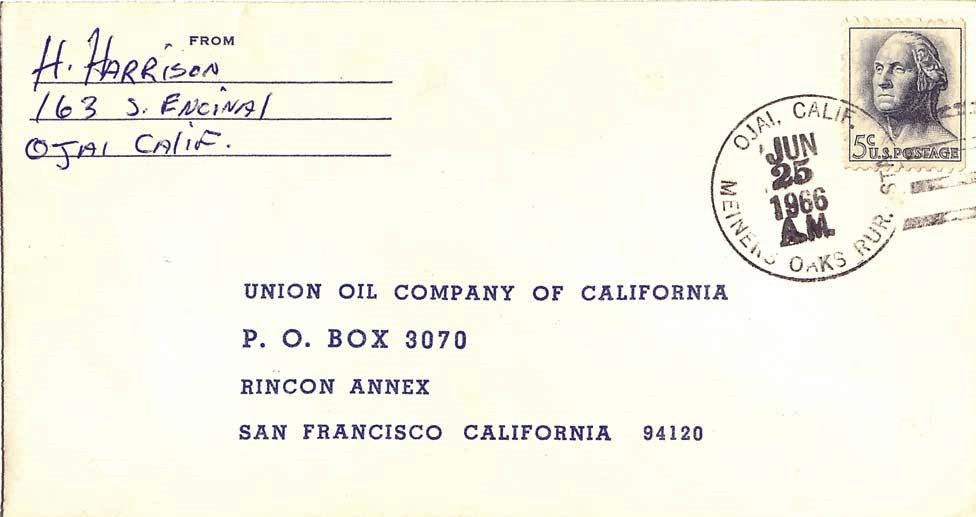 FROM
H. HARRISON
163 S. ENCINAl
OJAI CALIF.
5c
U.S. POSTAGE
OJAI, CALIF.
JUN
25
1966
A.M.
MEINERS OAKS RUR. STA.
UNION OIL COMPANY OF CALIFORNIA
P. O. BOX 3070
RINCON ANNEX
SAN FRANCISCO CALIFORNIA 94120